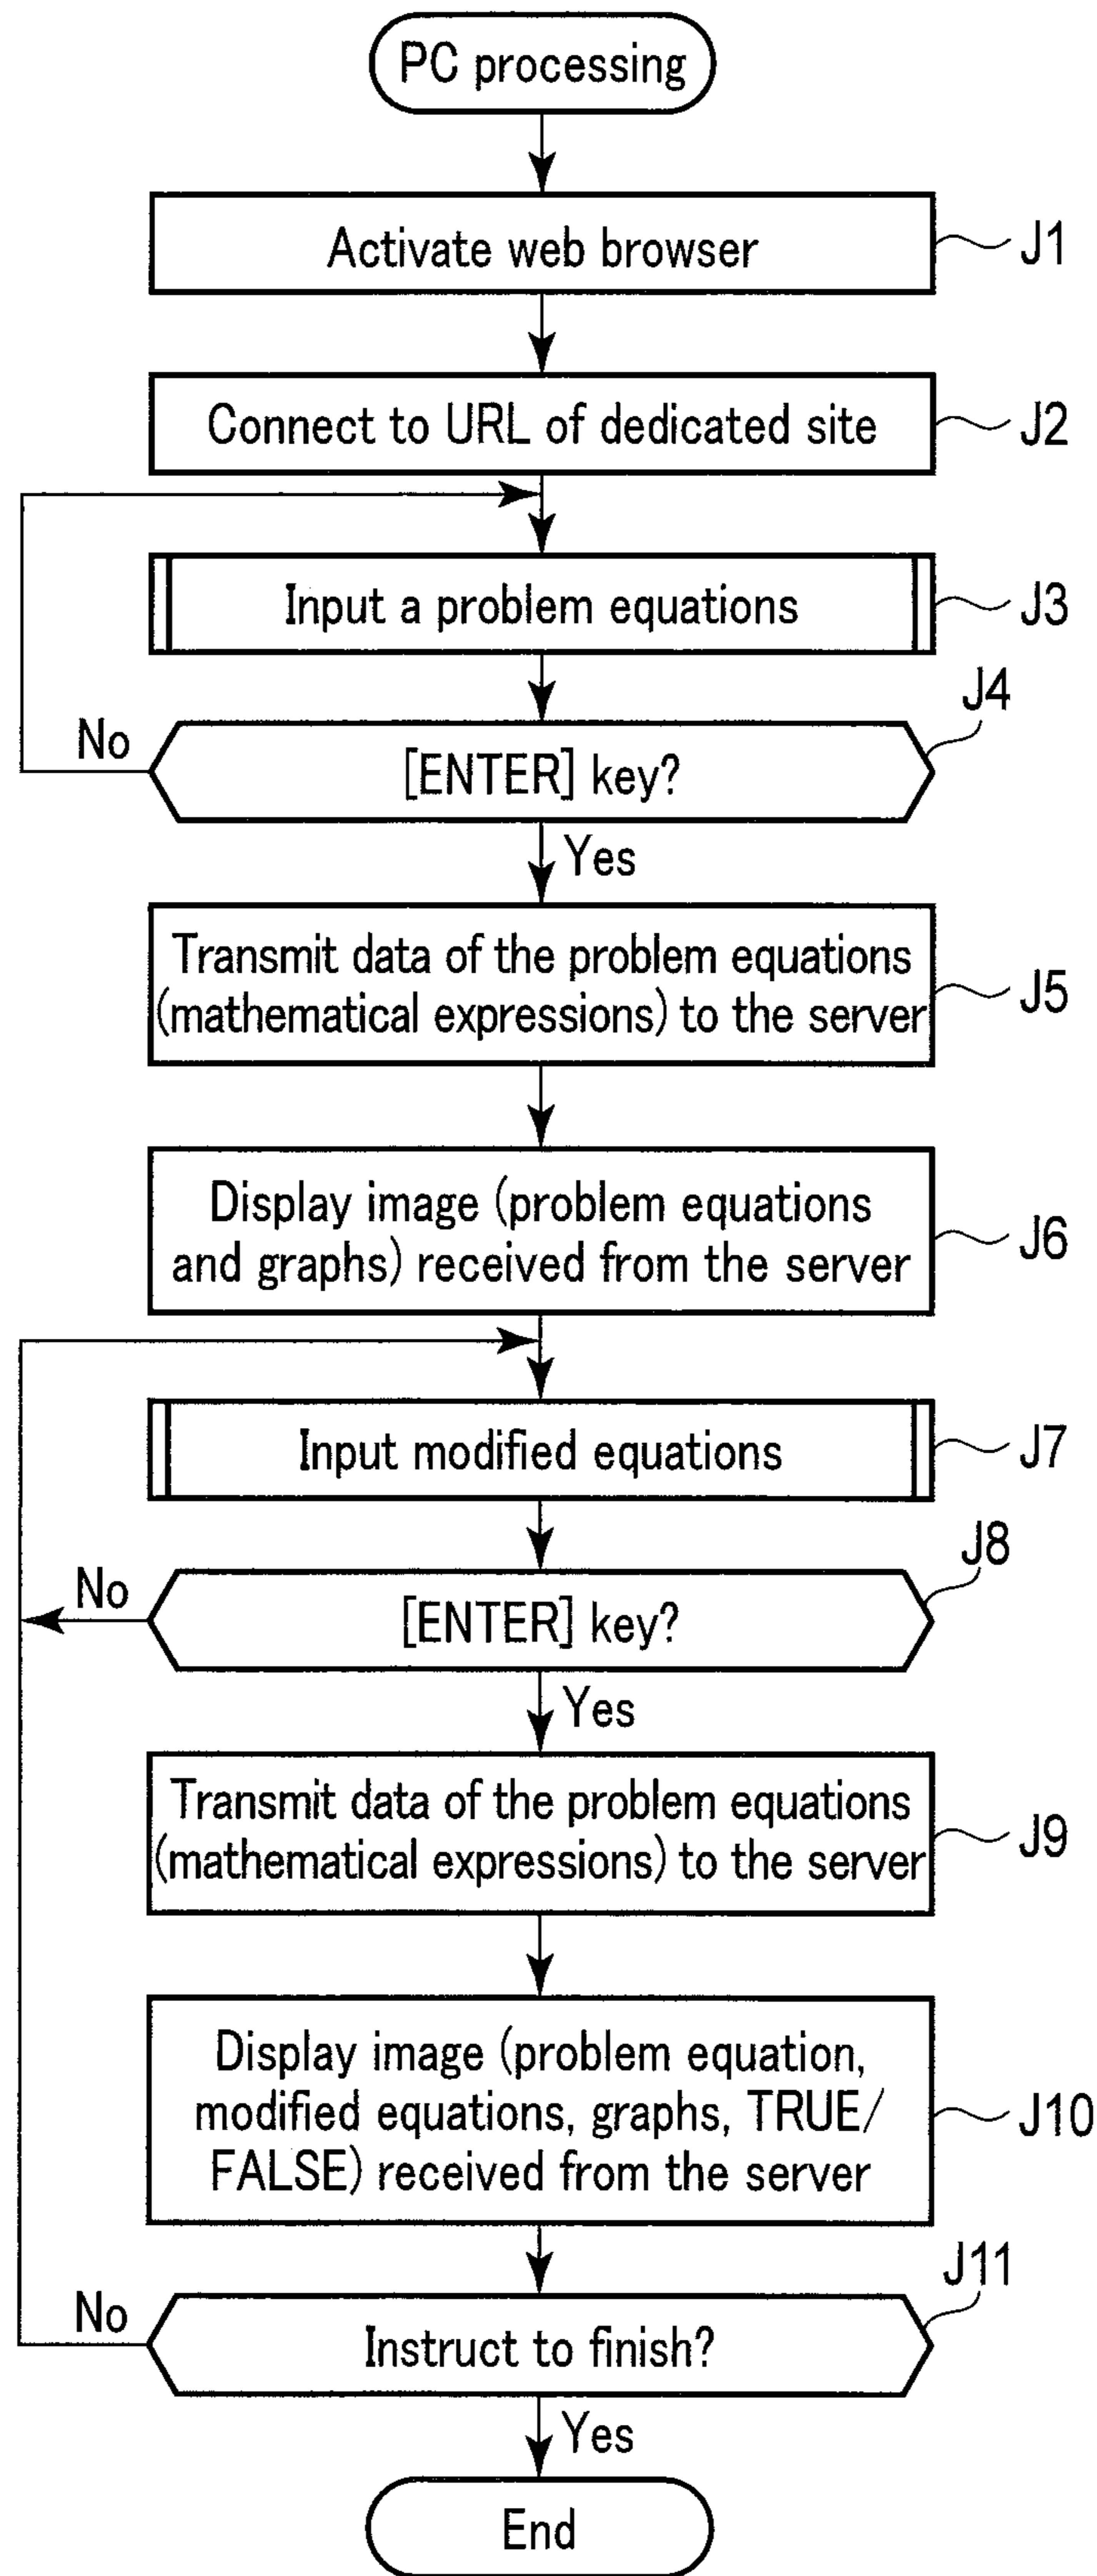 PC processing
Activate web browser
J1
Connect to URL of dedicated site
J2
Input a problem equations
J3
J4
No
[ENTER] key?
Yes
Transmit data of the problem equations
(mathematical expressions) to the server
J5
Display image (problem equations
and graphs) received from the server
J6
Input modified equations
J7
J8
No
[ENTER] key?
Yes
Transmit data of the problem equations
(mathematical expressions) to the server
J9
Display image (problem equation,
modified equations, graphs, TRUE/
FALSE) received from the server
J10
J11
No
Instruct to finish?
Yes
End